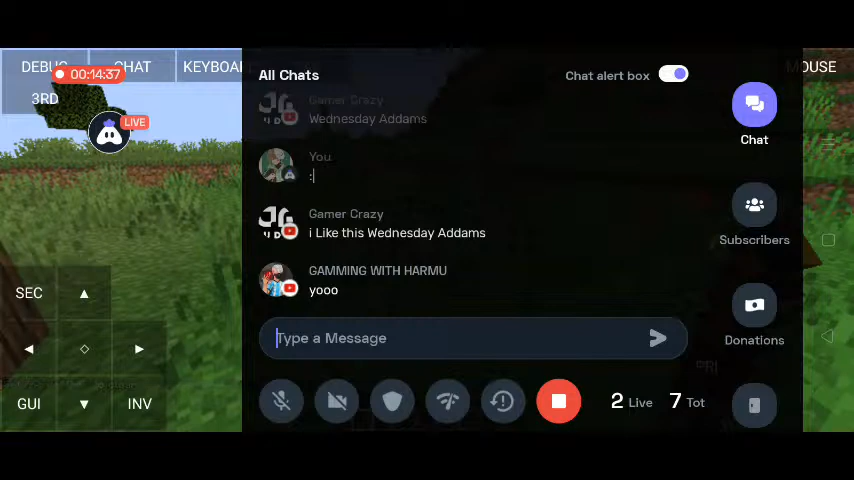 DEBUG
CHAT
KEYBOA
MOUSE
00:14:37
3RD
LIVE
All Chats
Chat alert box
Gamer Crazy
Wednesday Addams
You
:|
Gamer Crazy
i Like this Wednesday Addams
GAMMING WITH HARMU
yooo
Type a Message
Chat
Subscribers
Donations
SEC
GUI
INV
2 Live
7 Tot